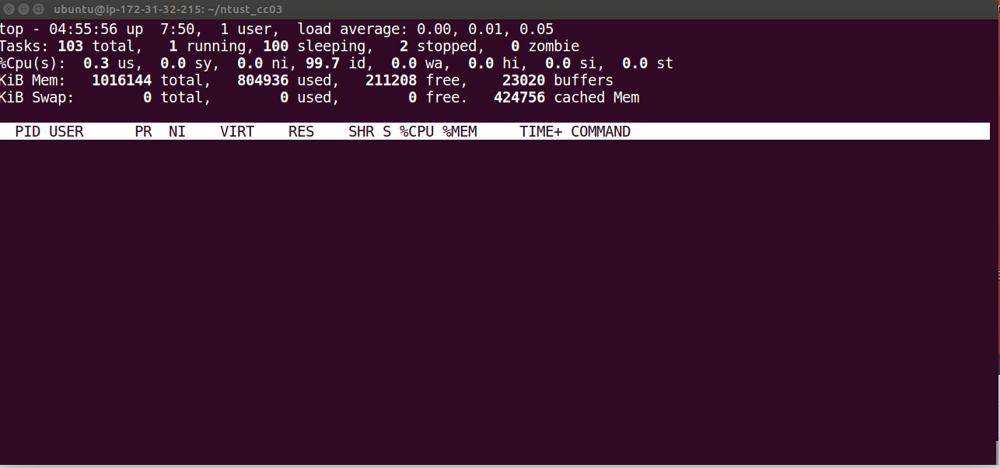 ubuntu@ip-172-31-32-215: ~/ntust_cc03
top - 04:55:56 up  7:50,  1 user,  load average: 0.00, 0.01, 0.05
Tasks: 103 total,   1 running, 100 sleeping,   2 stopped,   0 zombie
%Cpu(s):  0.3 us,  0.0 sy,  0.0 ni, 99.7 id,  0.0 wa,  0.0 hi,  0.0 si,  0.0 st
KiB Mem:   1016144 total,   804936 used,   211208 free,    23020 buffers
KiB Swap:        0 total,        0 used,        0 free.   424756 cached Mem
PID USER      PR  NI    VIRT    RES    SHR S %CPU %MEM     TIME+ COMMAND